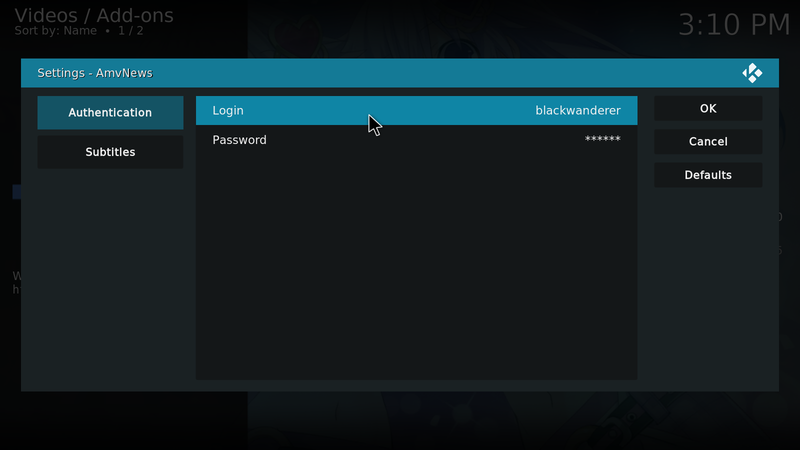 Videos / Add-ons
Sort by: Name • 1 / 2
3:10 PM
Settings - AmvNews
Authentication
Subtitles
Login blackwanderer
Password ******
OK
Cancel
Defaults